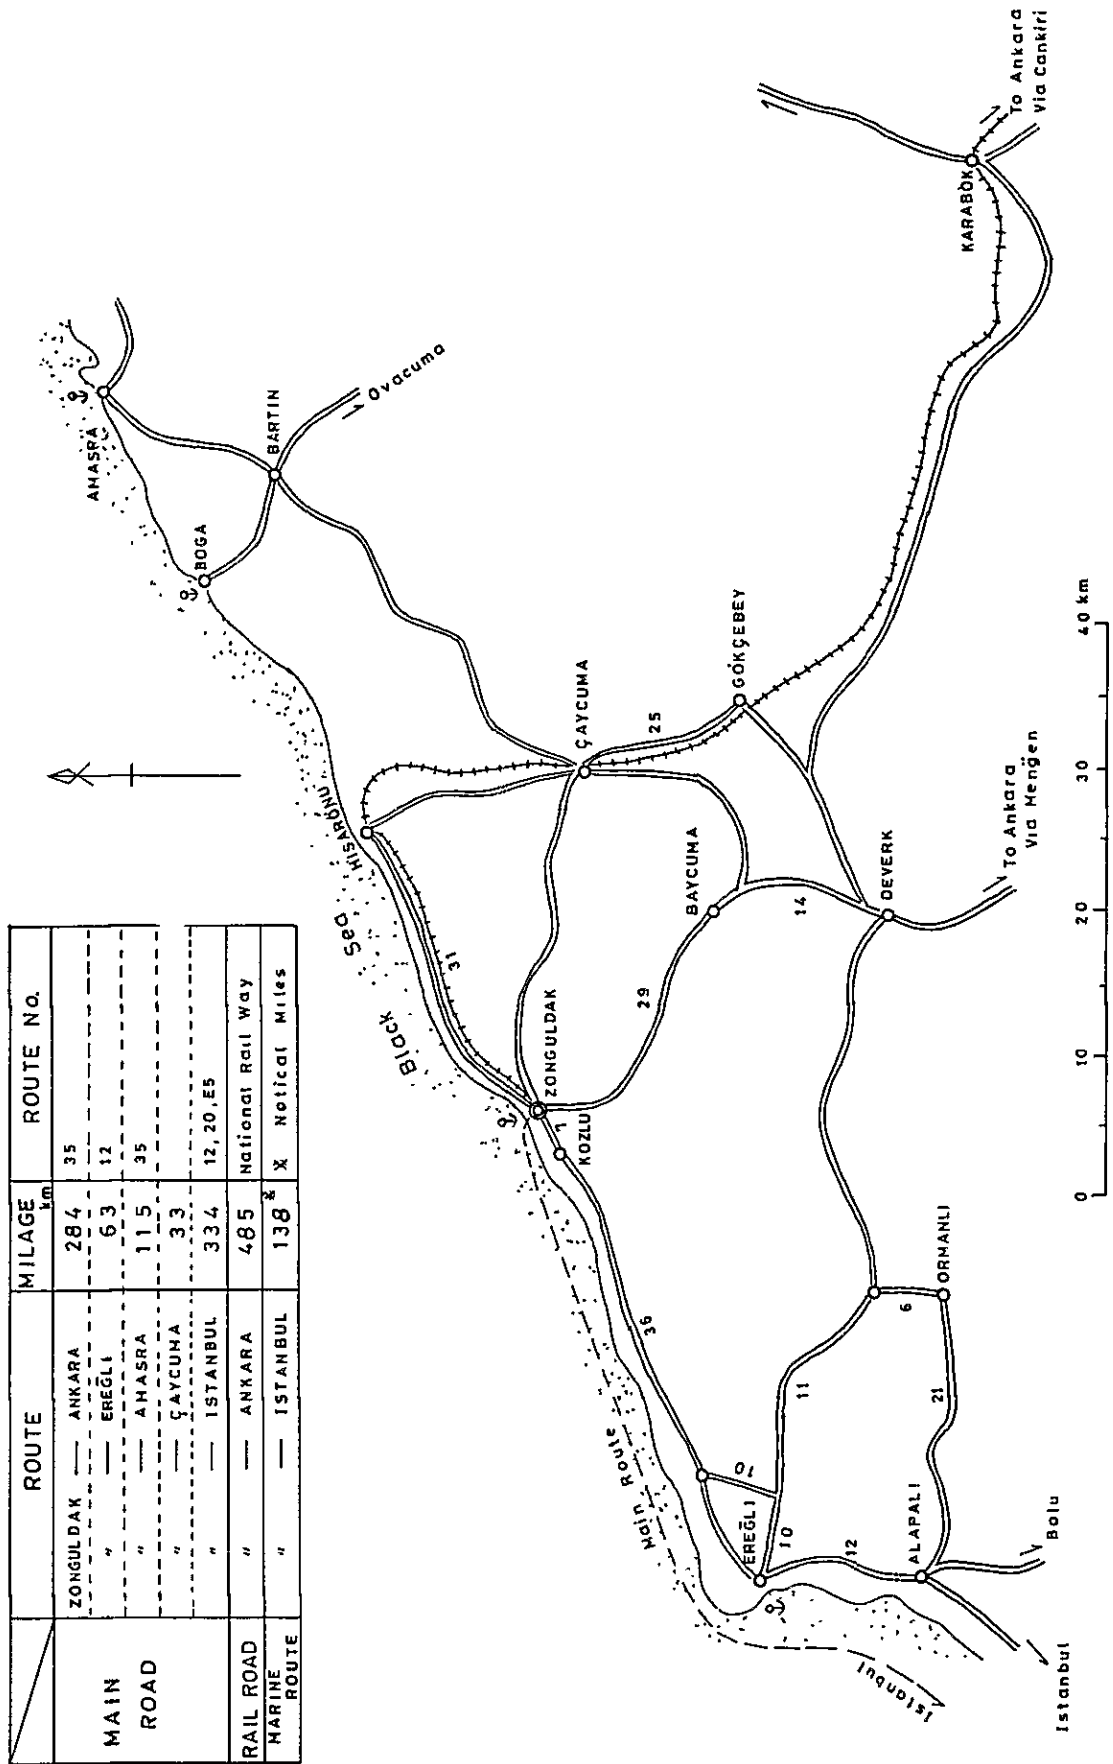 ROUTE MILAGE km ROUTE No.
MAIN ROAD
ZONGULDAK — ANKARA 284 35
" — EREĞLİ 63 12
" — AMASRA 115 35
" — ÇAYCUMA 33
" — ISTANBUL 334 12,20,E5
RAIL ROAD " — ANKARA 485 National Rail Way
MARINE ROUTE " — ISTANBUL 138※ ※ Notical Miles
Black Sea
AMASRA
BOGA
BARTIN
Ovacuma
HİSARÖNÜ
31
ZONGULDAK
7
KOZLU
ÇAYCUMA
25
GÖKÇEBEY
BAYCUMA
29
14
DEVERK
To Ankara
Via Menğen
KARABÖK
To Ankara
Via Cankiri
Main Route
36
EREĞLI
10
10
11
6
ORMANLI
21
12
ALAPALI
Bolu
Istanbul
Istanbul
0 10 20 30 40 km